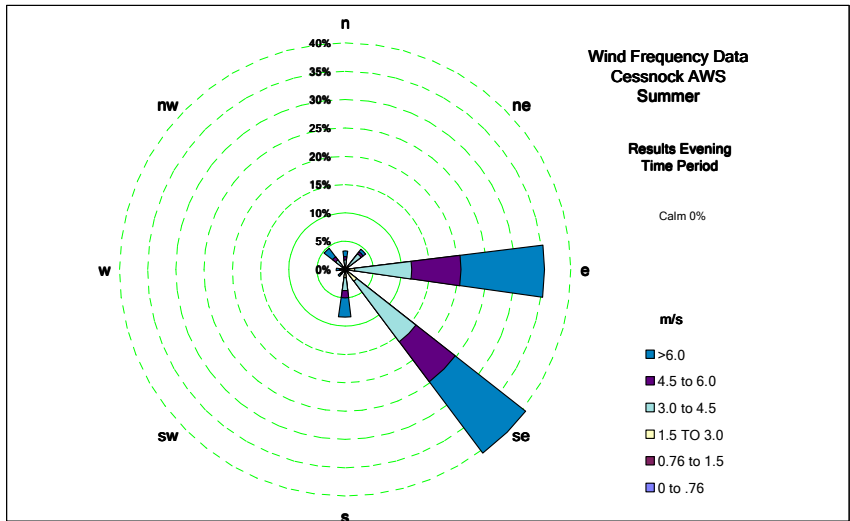 n
40%
35%
30%
25%
20%
15%
10%
5%
0%
nw
ne
w
e
sw
se
s
Wind Frequency Data
Cessnock AWS
Summer
Results Evening
Time Period
Calm 0%
m/s
>6.0
4.5 to 6.0
3.0 to 4.5
1.5 TO 3.0
0.76 to 1.5
0 to .76